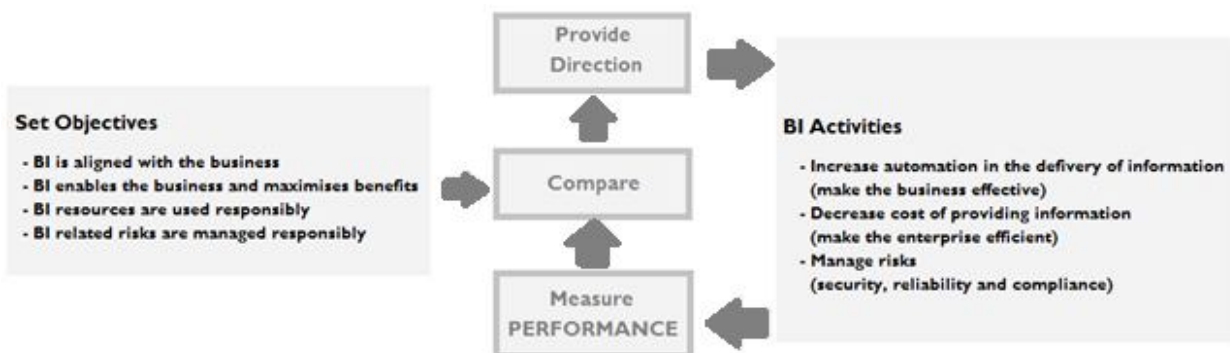 Provide
Direction
Set Objectives
- BI is aligned with the business
- BI enables the business and maximises benefits
- BI resources are used responsibly
- BI related risks are managed responsibly
Compare
Measure
PERFORMANCE
BI Activities
- Increase automation in the defivery of information
(make the business effective)
- Decrease cost of providing information
(make the enterprise efficient)
- Manage risks
(security, reliability and compliance)